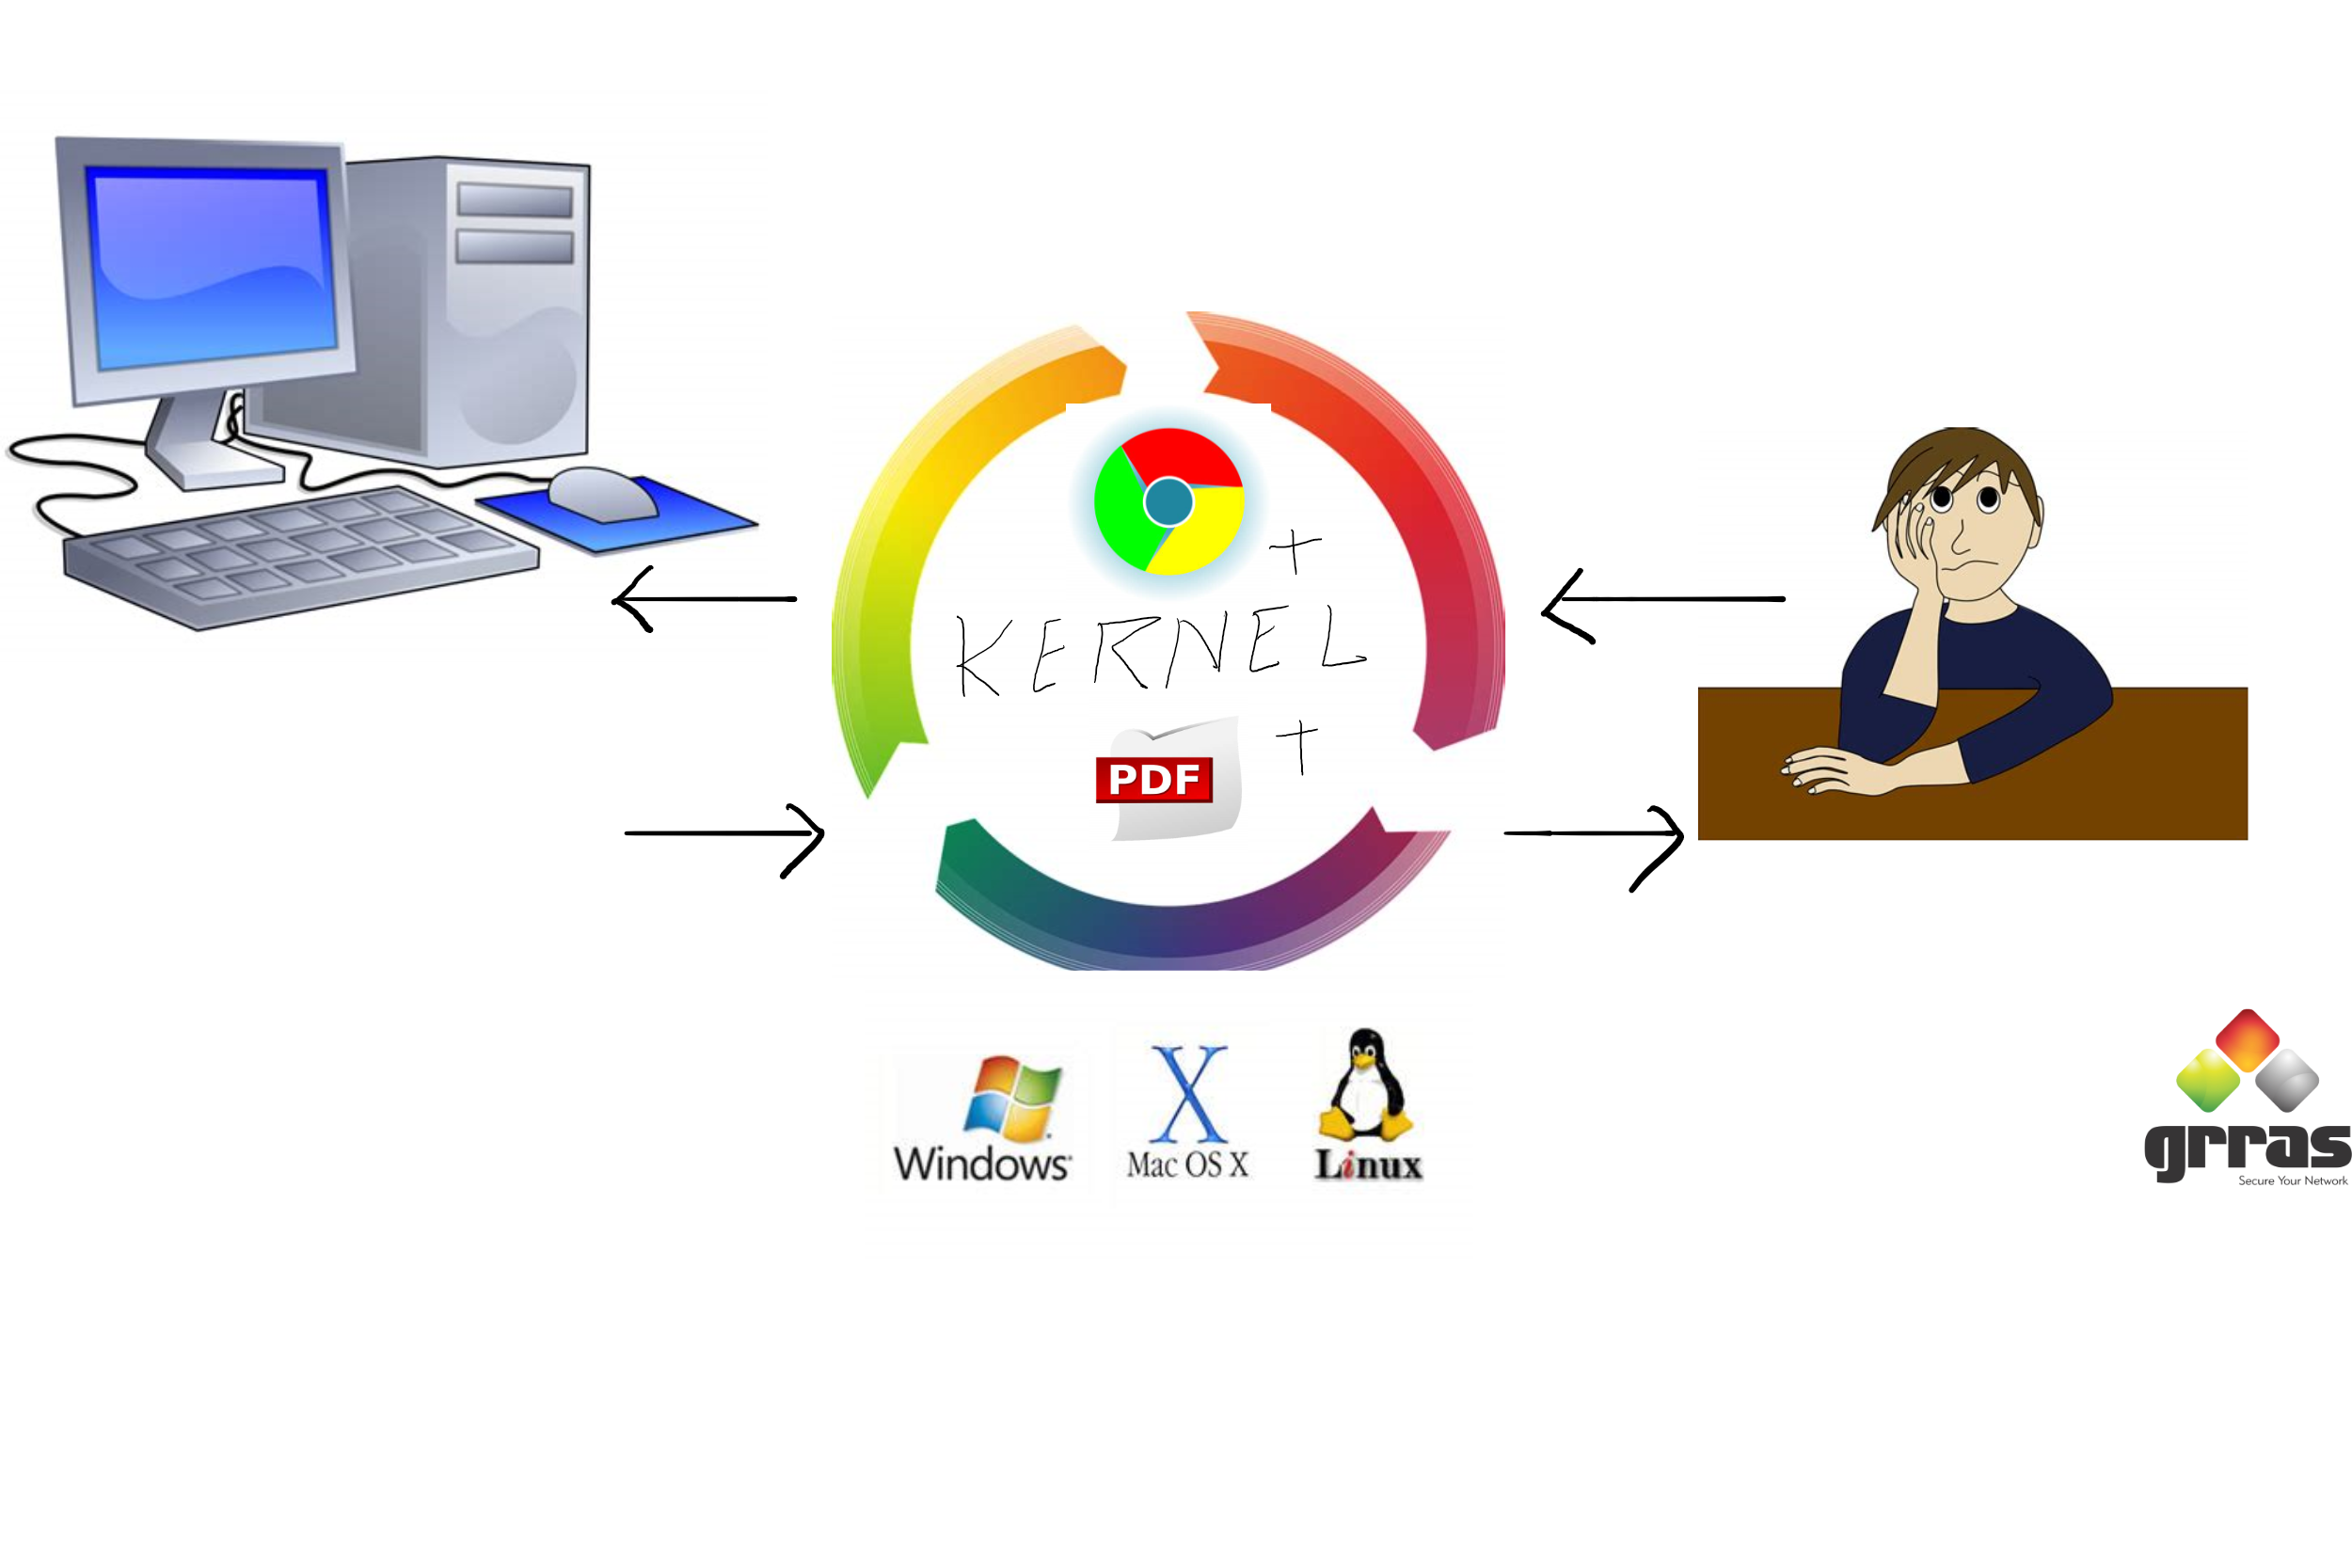 +
KERNEL
+
PDF
Windows
Mac OS X
Linux
grras
Secure Your Network